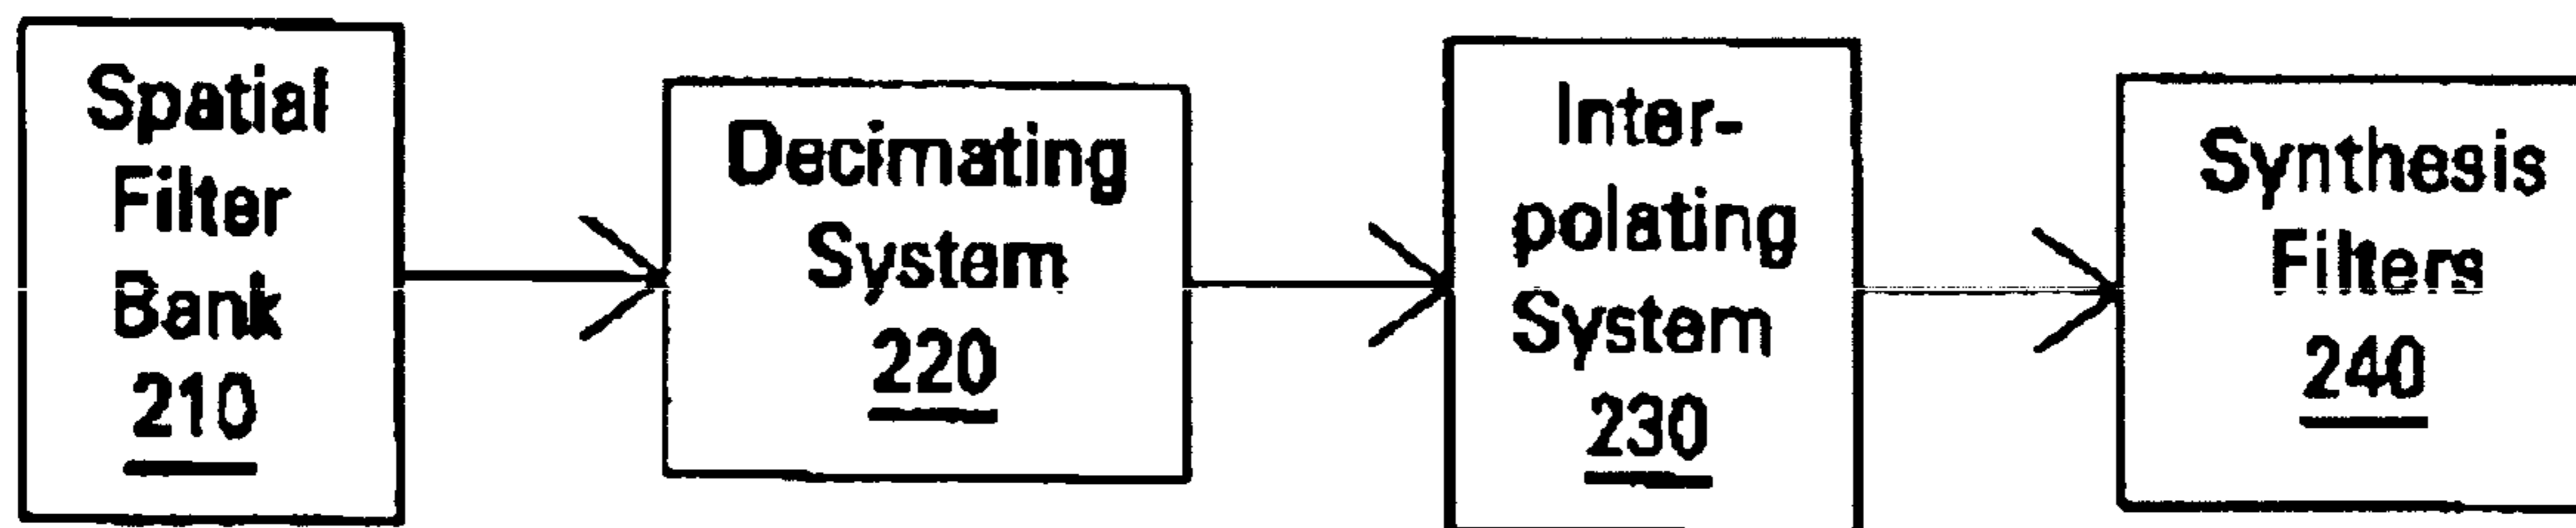 Spatial
Filter
Bank
210
Decimating
System
220
Inter-
polating
System
230
Synthesis
Filters
240